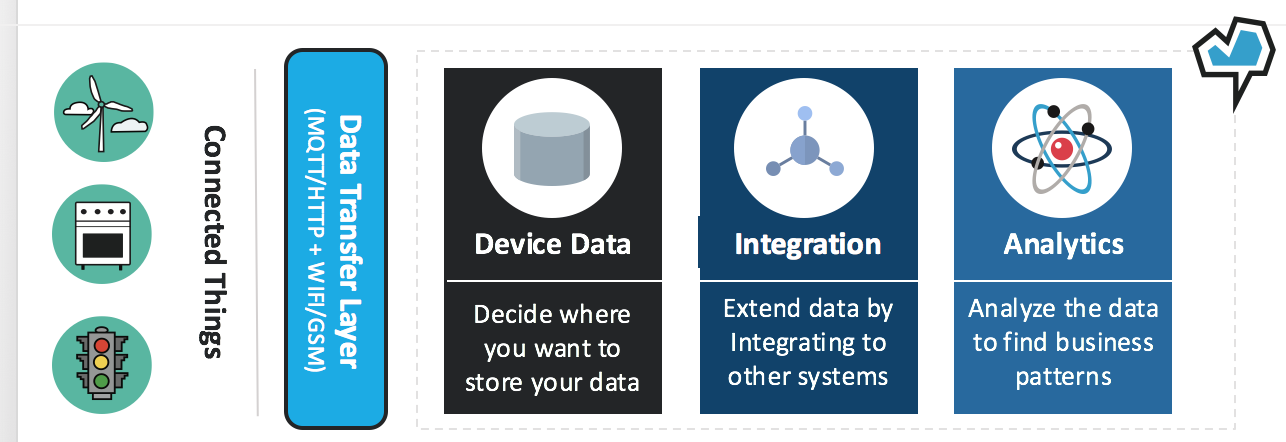 Connected Things
Data Transfer Layer
(MQTT/HTTP + WIFI/GSM)
Device Data
Decide where
you want to
store your data
Integration
Extend data by
Integrating to
other systems
Analytics
Analyze the data
to find business
patterns